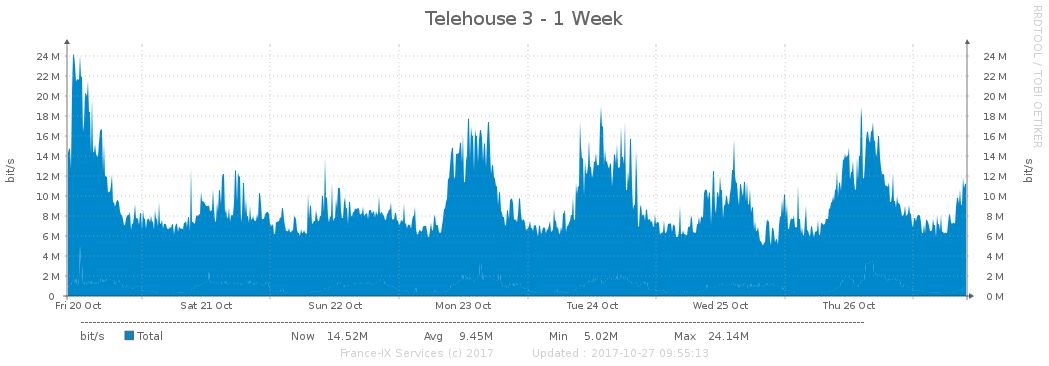 Telehouse 3 - 1 Week
RRDTOOL / TOBI OETIKER
24 M 24 M
22 M 22 M
20 M 20 M
18 M 18 M
16 M 16 M
14 M 14 M
12 M 12 M
10 M 10 M
8 M 8 M
6 M 6 M
4 M 4 M
2 M 2 M
0 0 M
bit/s
bit/s
Fri 20 Oct Sat 21 Oct Sun 22 Oct Mon 23 Oct Tue 24 Oct Wed 25 Oct Thu 26 Oct
bit/s Total Now 14.52M Avg 9.45M Min 5.02M Max 24.14M
France-IX Services (c) 2017 Updated : 2017-10-27 09:55:13